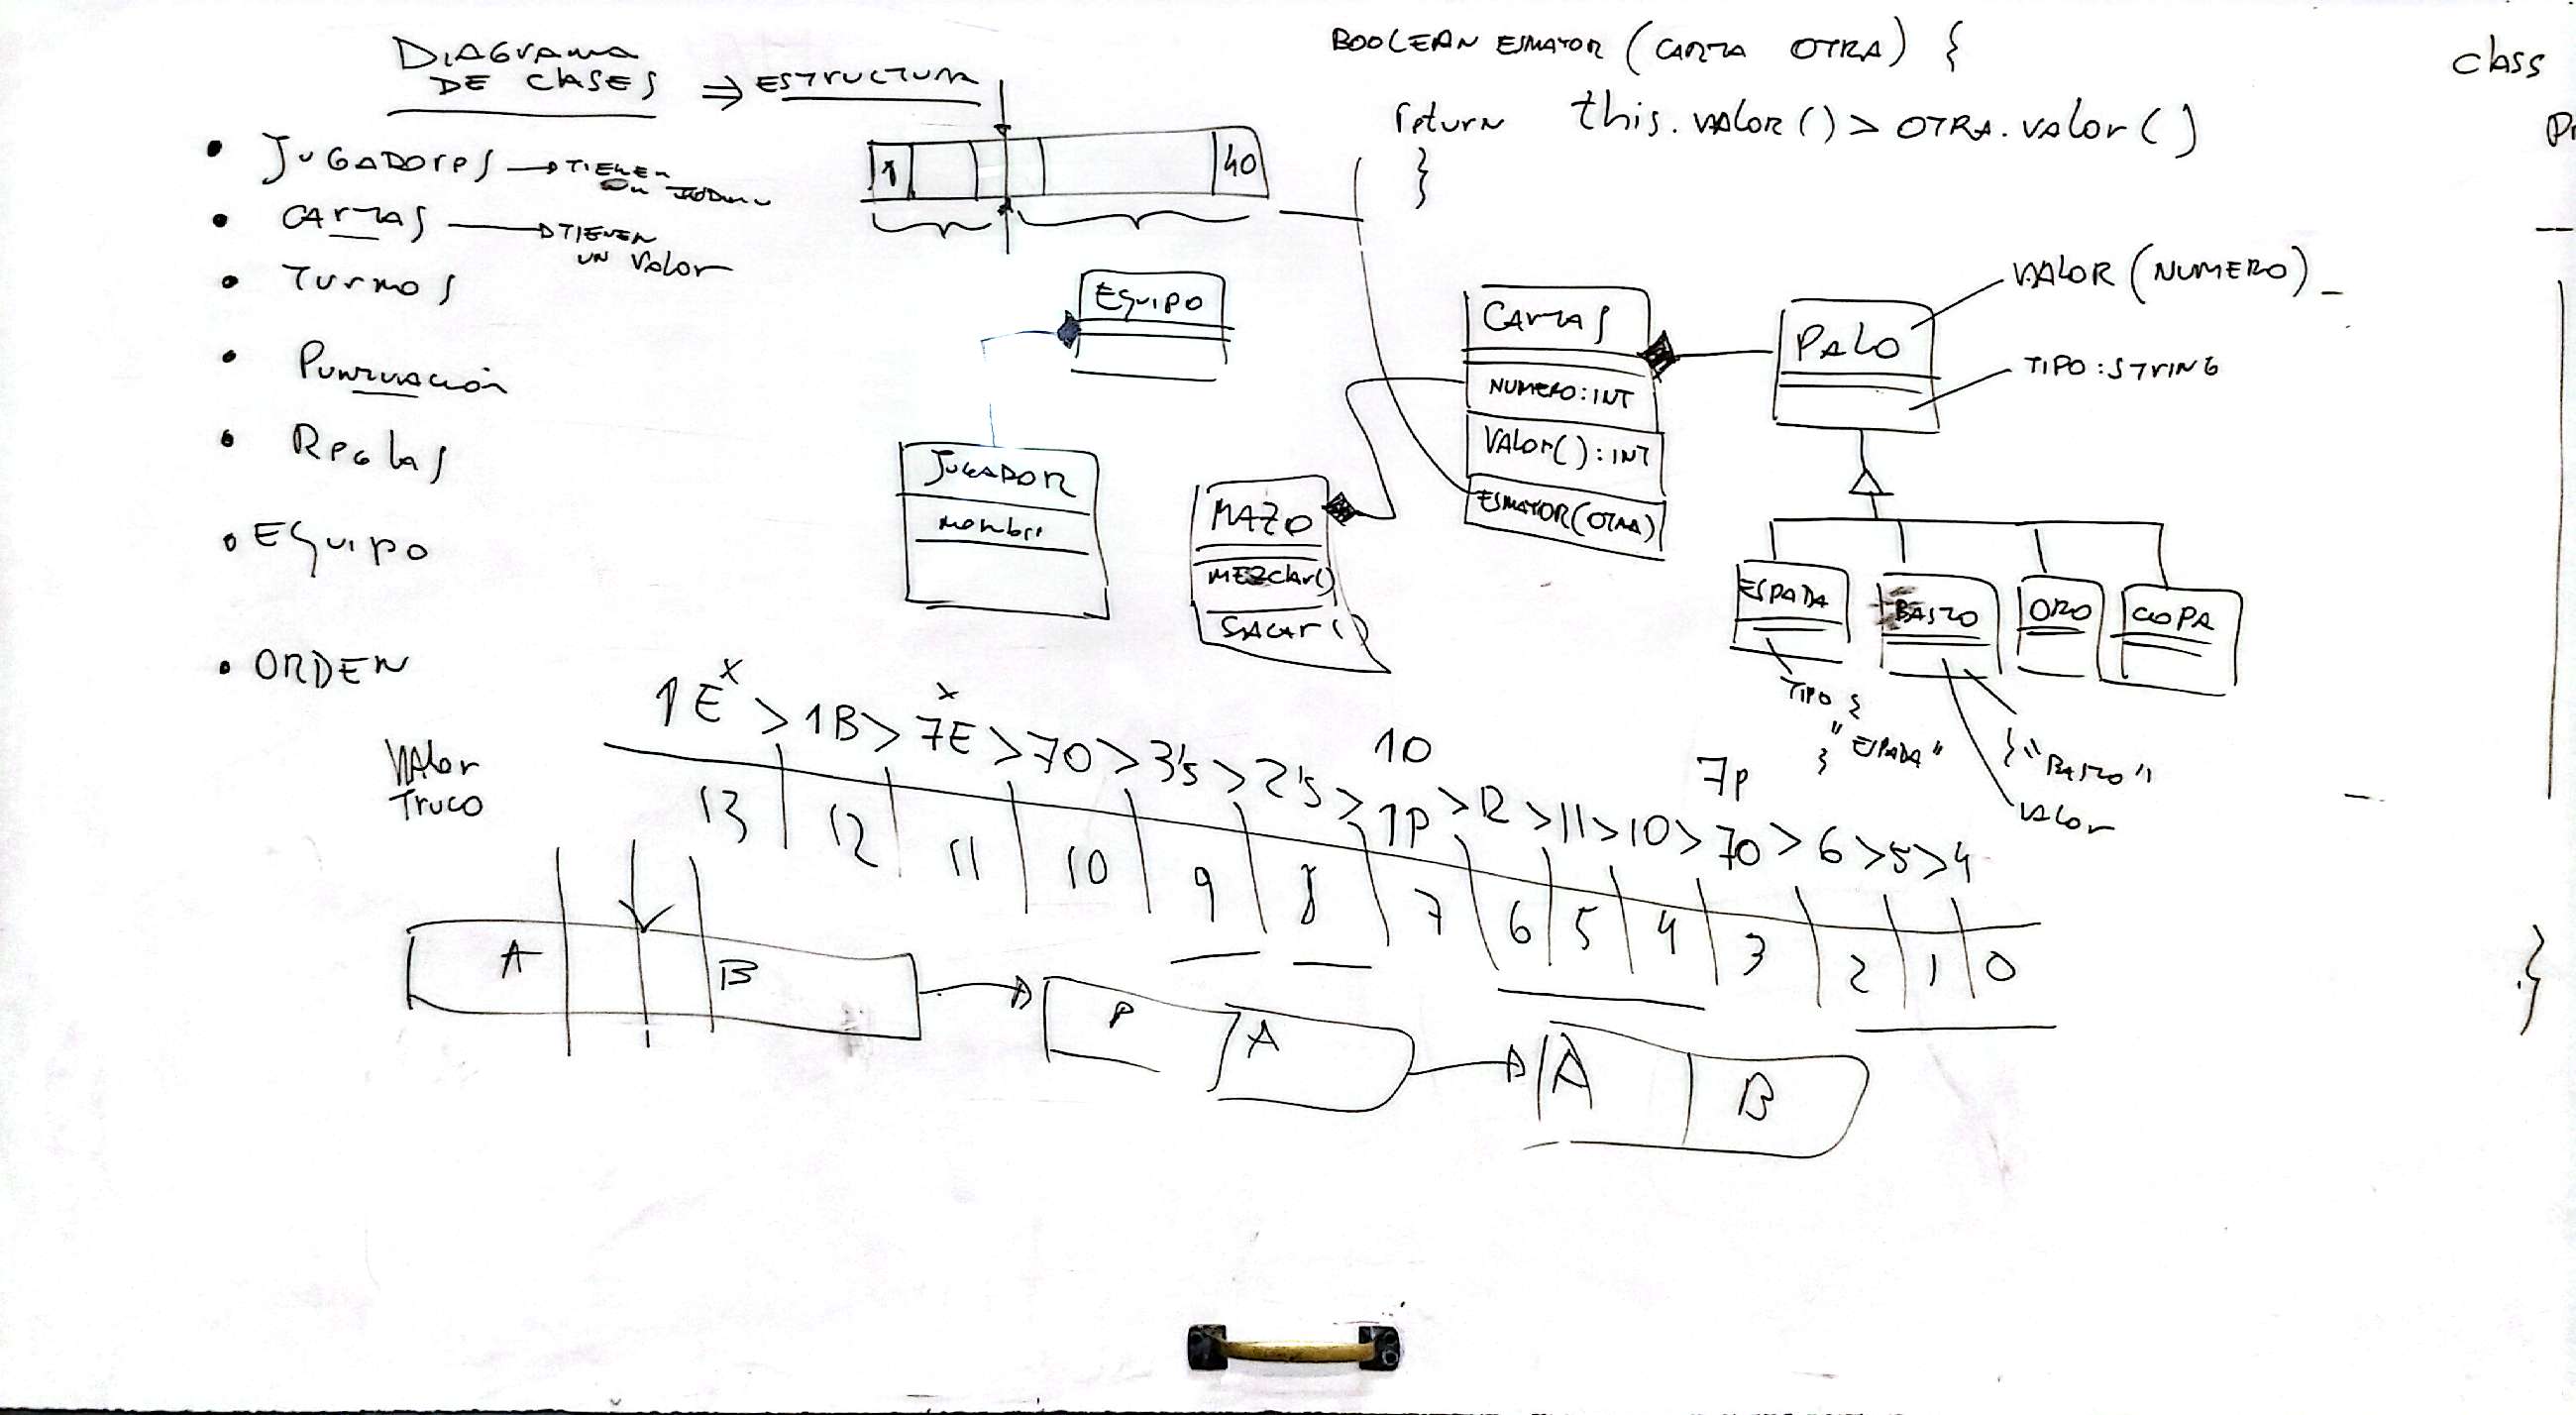 DIAGrama
DE CLASES ⇒ ESTRUCTURA
• JUGADORES → TIENEN
UN
• CARTAS → TIENEN
UN Valor
• Turnos
• Puntuación
• Reglas
• EQuipo
• ORDEN
1 40
BOOLEAN ESMAYOR (CARTA OTRA) {
return this.VALOR() > OTRA.valor()
}
class
Pr
EQuipo
JUGADOR
nombre
MAZO
MEZclar()
SACAr()
CARTAS
NUMERO: INT
VALor(): INT
ESMAYOR(OTRA)
PALO
VALOR (NUMERO)
TIPO: STRING
ESPADA BASTO ORO COPA
TIPO {
"ESPADA"
}
} "BASTO"
VALOr
10 7P
1E x > 1B > 7E x > 7O > 3's > 2's > 1P > 12 > 11 > 10 > 7O > 6 > 5 > 4
Valor
Truco
13 12 11 10 9 8 7 6 5 4 3 2 1 0
A B
A
A B
}